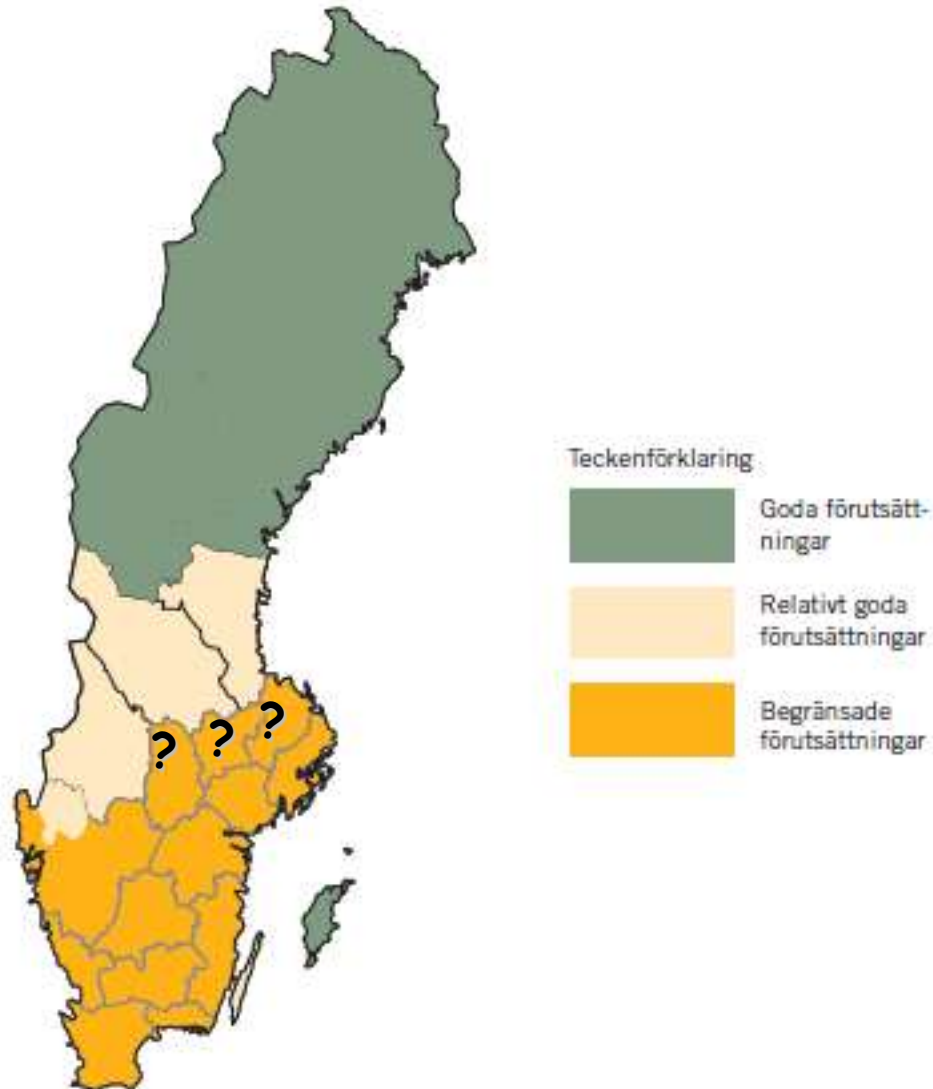 ?
?
?
Teckenförklaring
Goda förutsätt-
ningar
Relativt goda
förutsättningar
Begränsade
förutsättningar